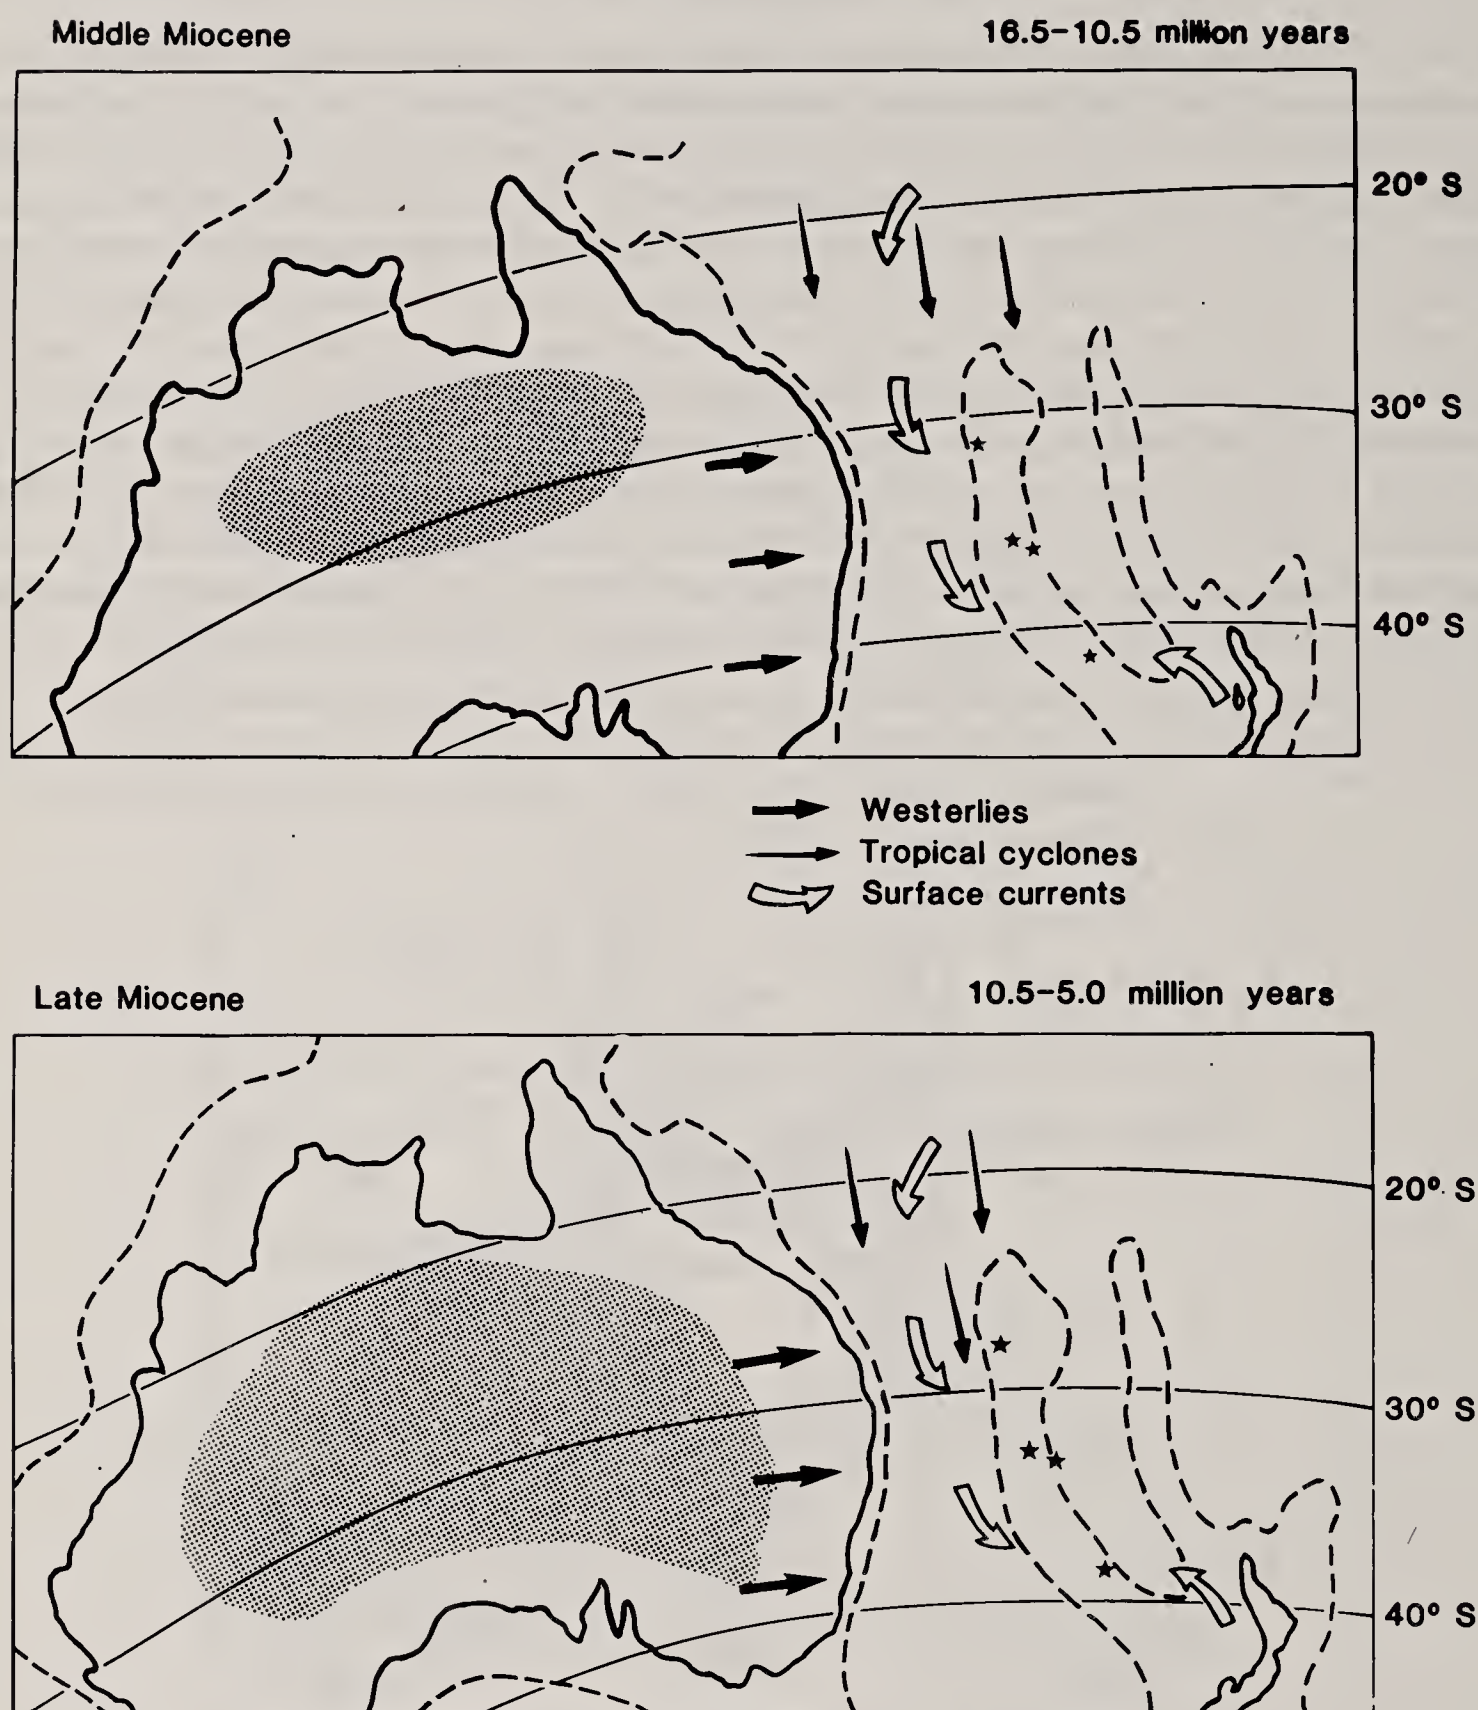 Middle Miocene
16.5-10.5 million years
20° S
30° S
40° S
Westerlies
Tropical cyclones
Surface currents
Late Miocene
10.5-5.0 million years
20° S
30° S
40° S